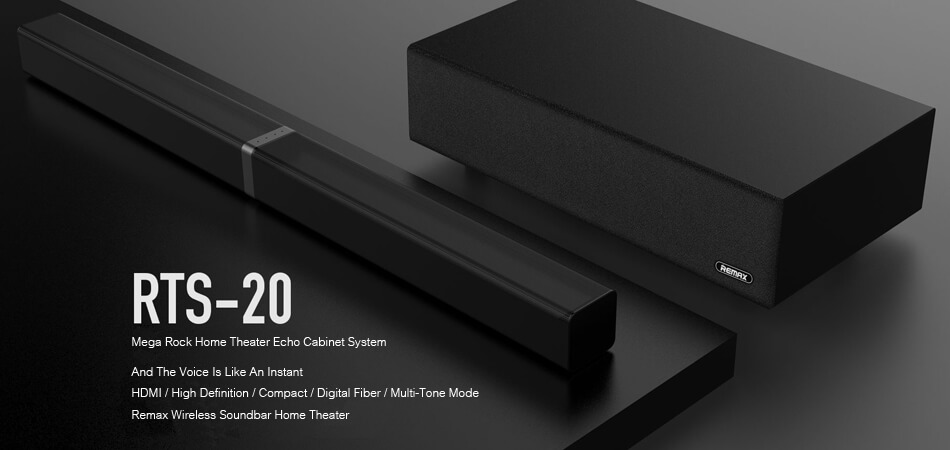 REMAX
RTS-20
Mega Rock Home Theater Echo Cabinet System
And The Voice Is Like An Instant
HDMI / High Definition / Compact / Digital Fiber / Multi-Tone Mode
Remax Wireless Soundbar Home Theater